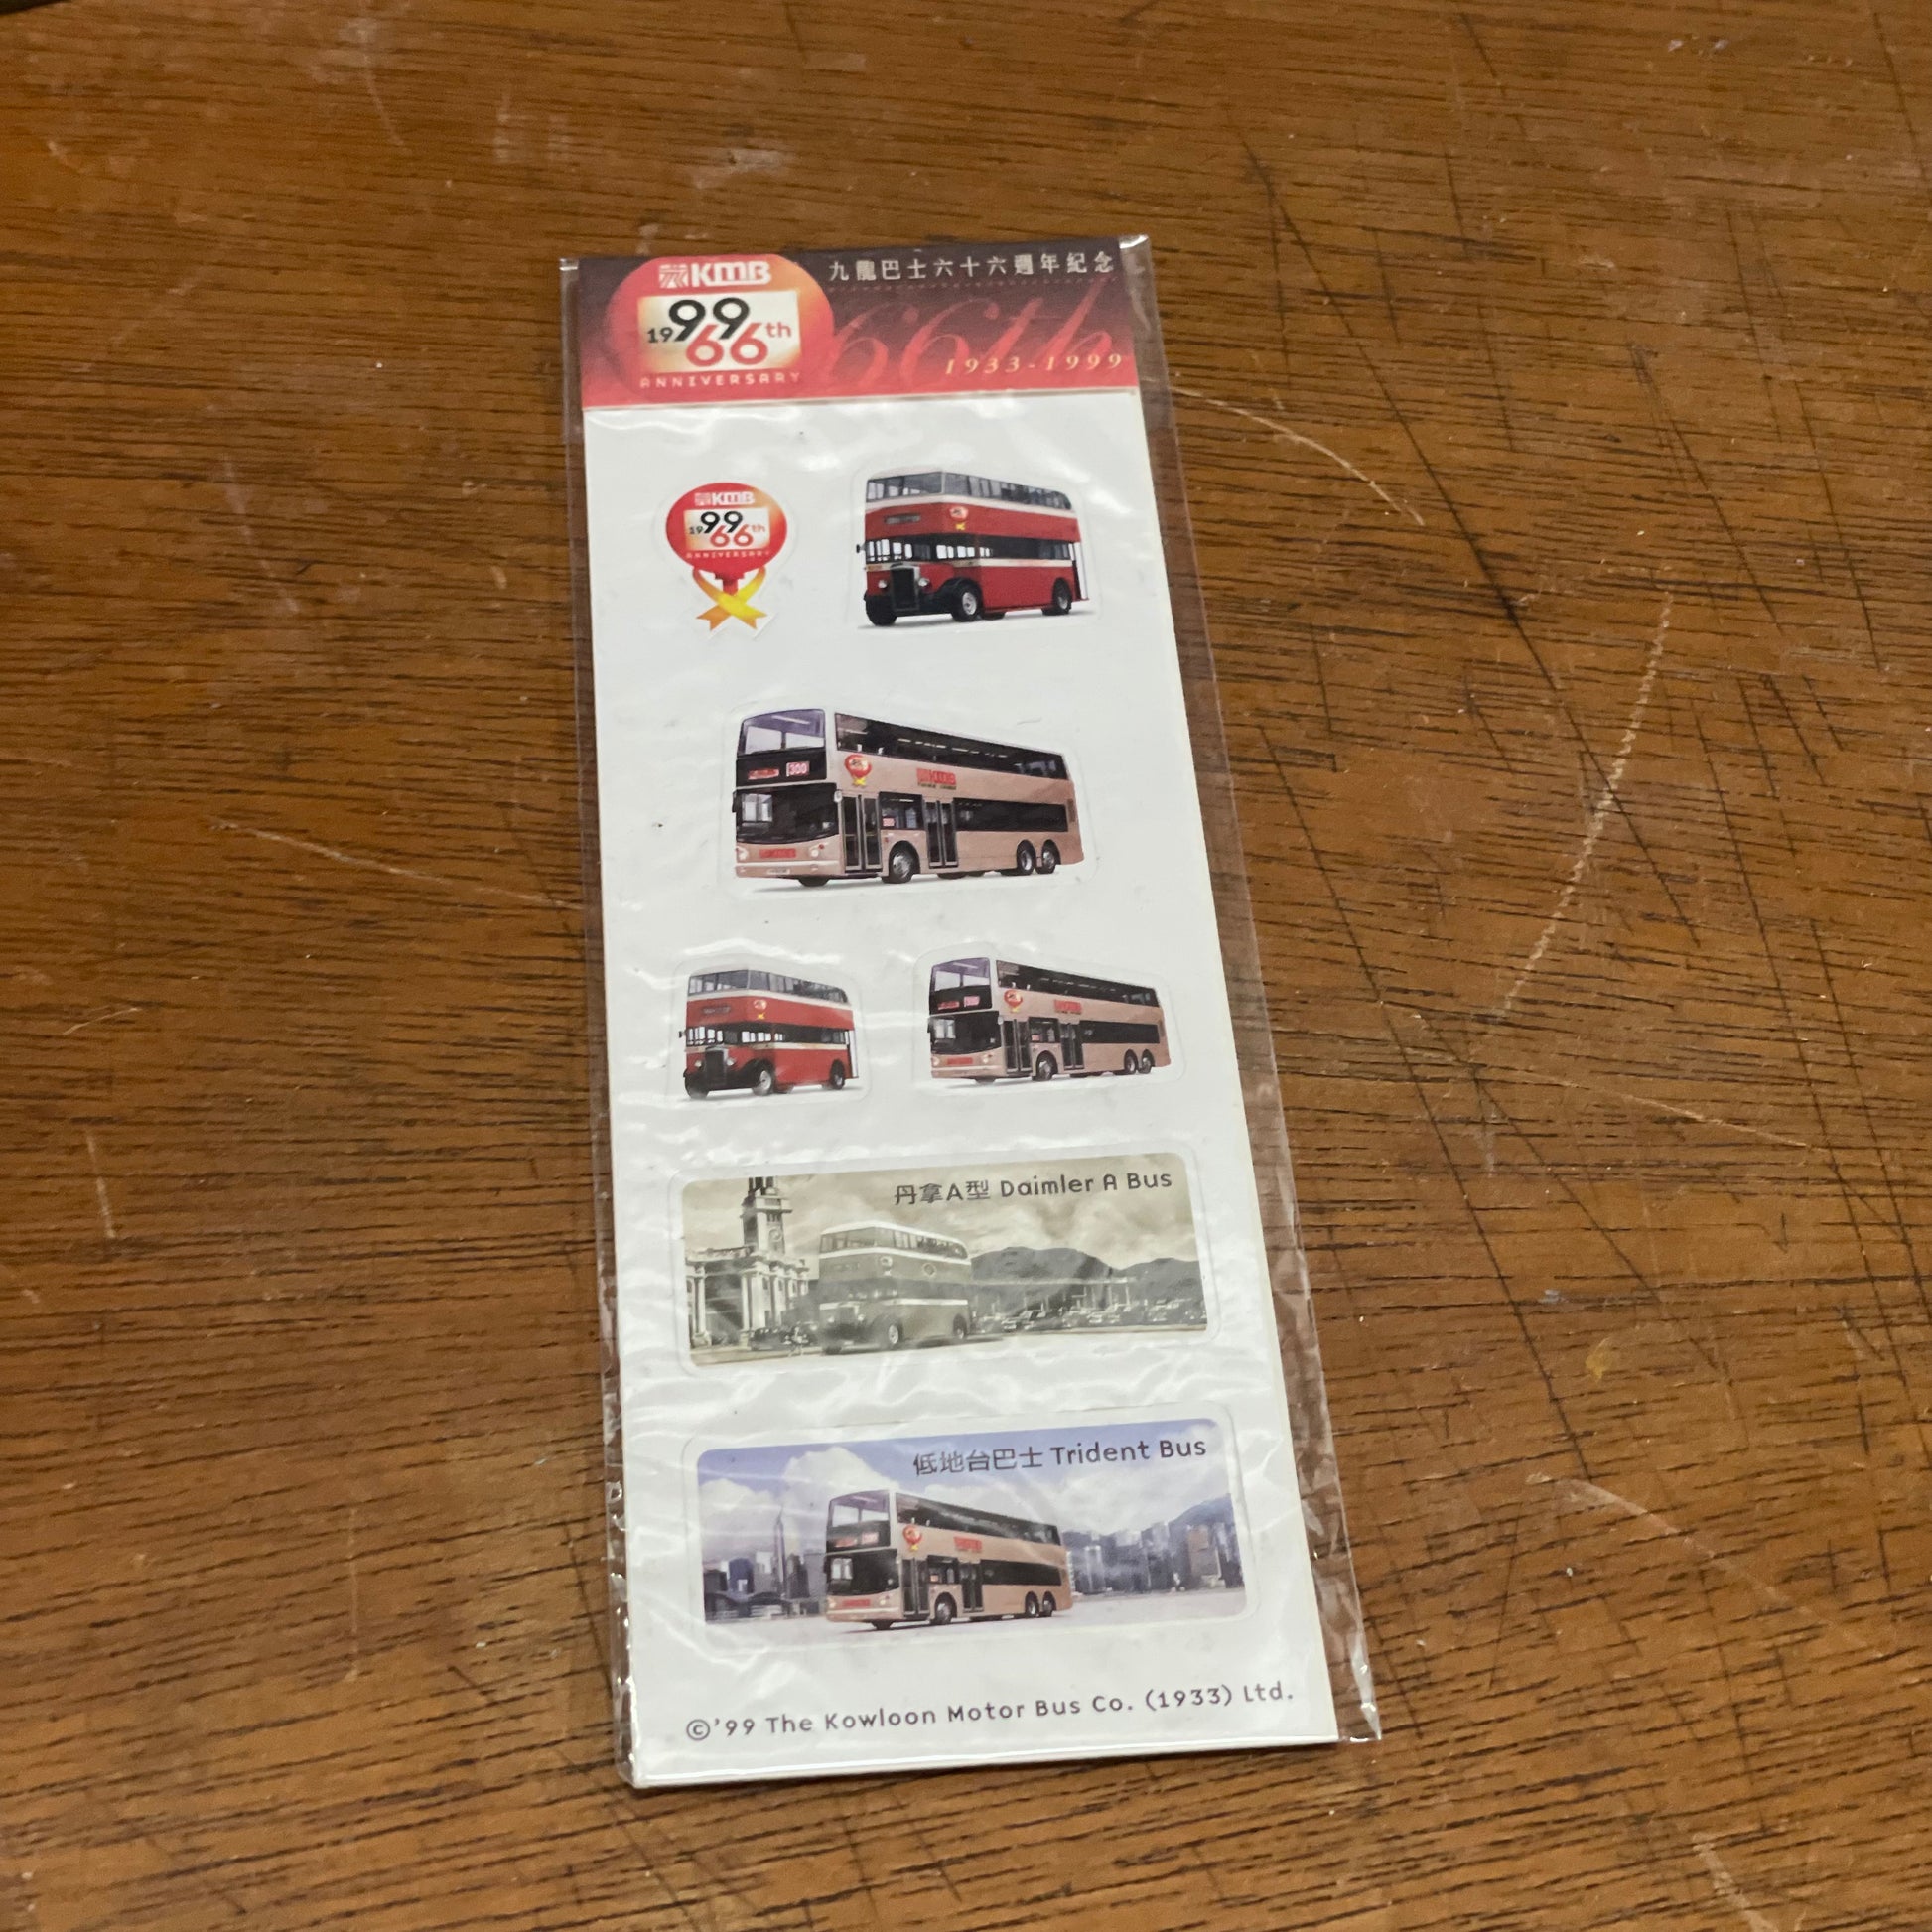 KMB
1999
66th
ANNIVERSARY
九龍巴士六十六週年紀念
66th
1933-1999
KMB
1999
66th
ANNIVERSARY
300
KMB
丹拿A型 Daimler A Bus
低地台巴士 Trident Bus
©'99 The Kowloon Motor Bus Co. (1933) Ltd.